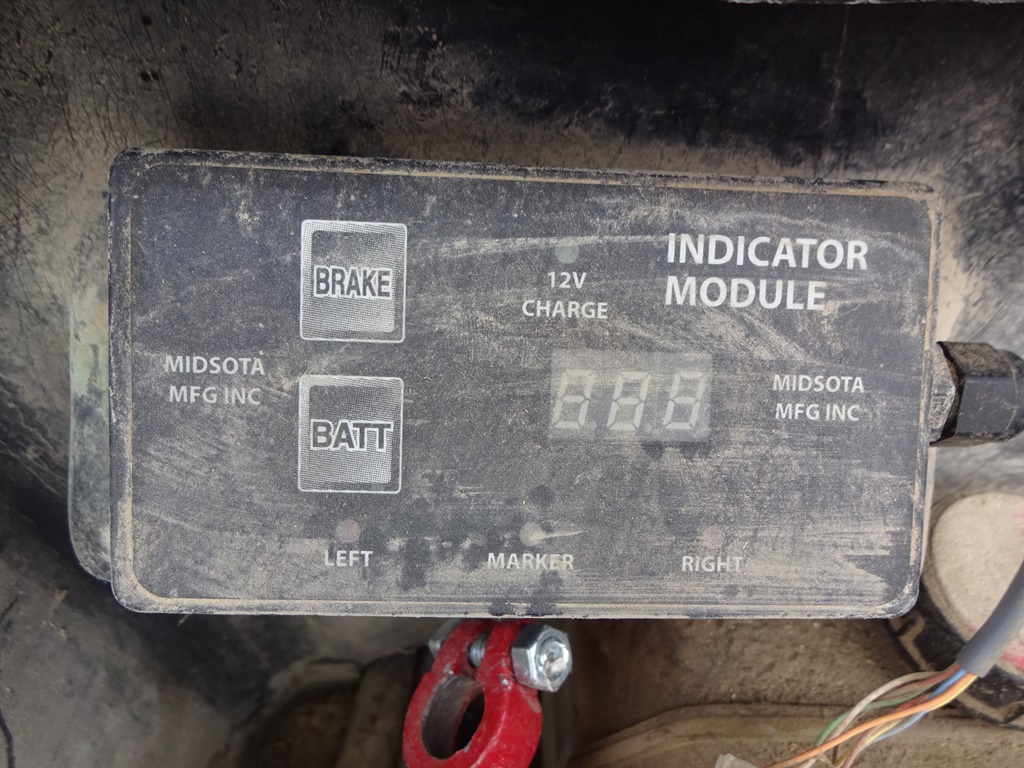 BRAKE
12V
CHARGE
INDICATOR
MODULE
MIDSOTA
MFG INC
BATT
MIDSOTA
MFG INC
LEFT
MARKER
RIGHT